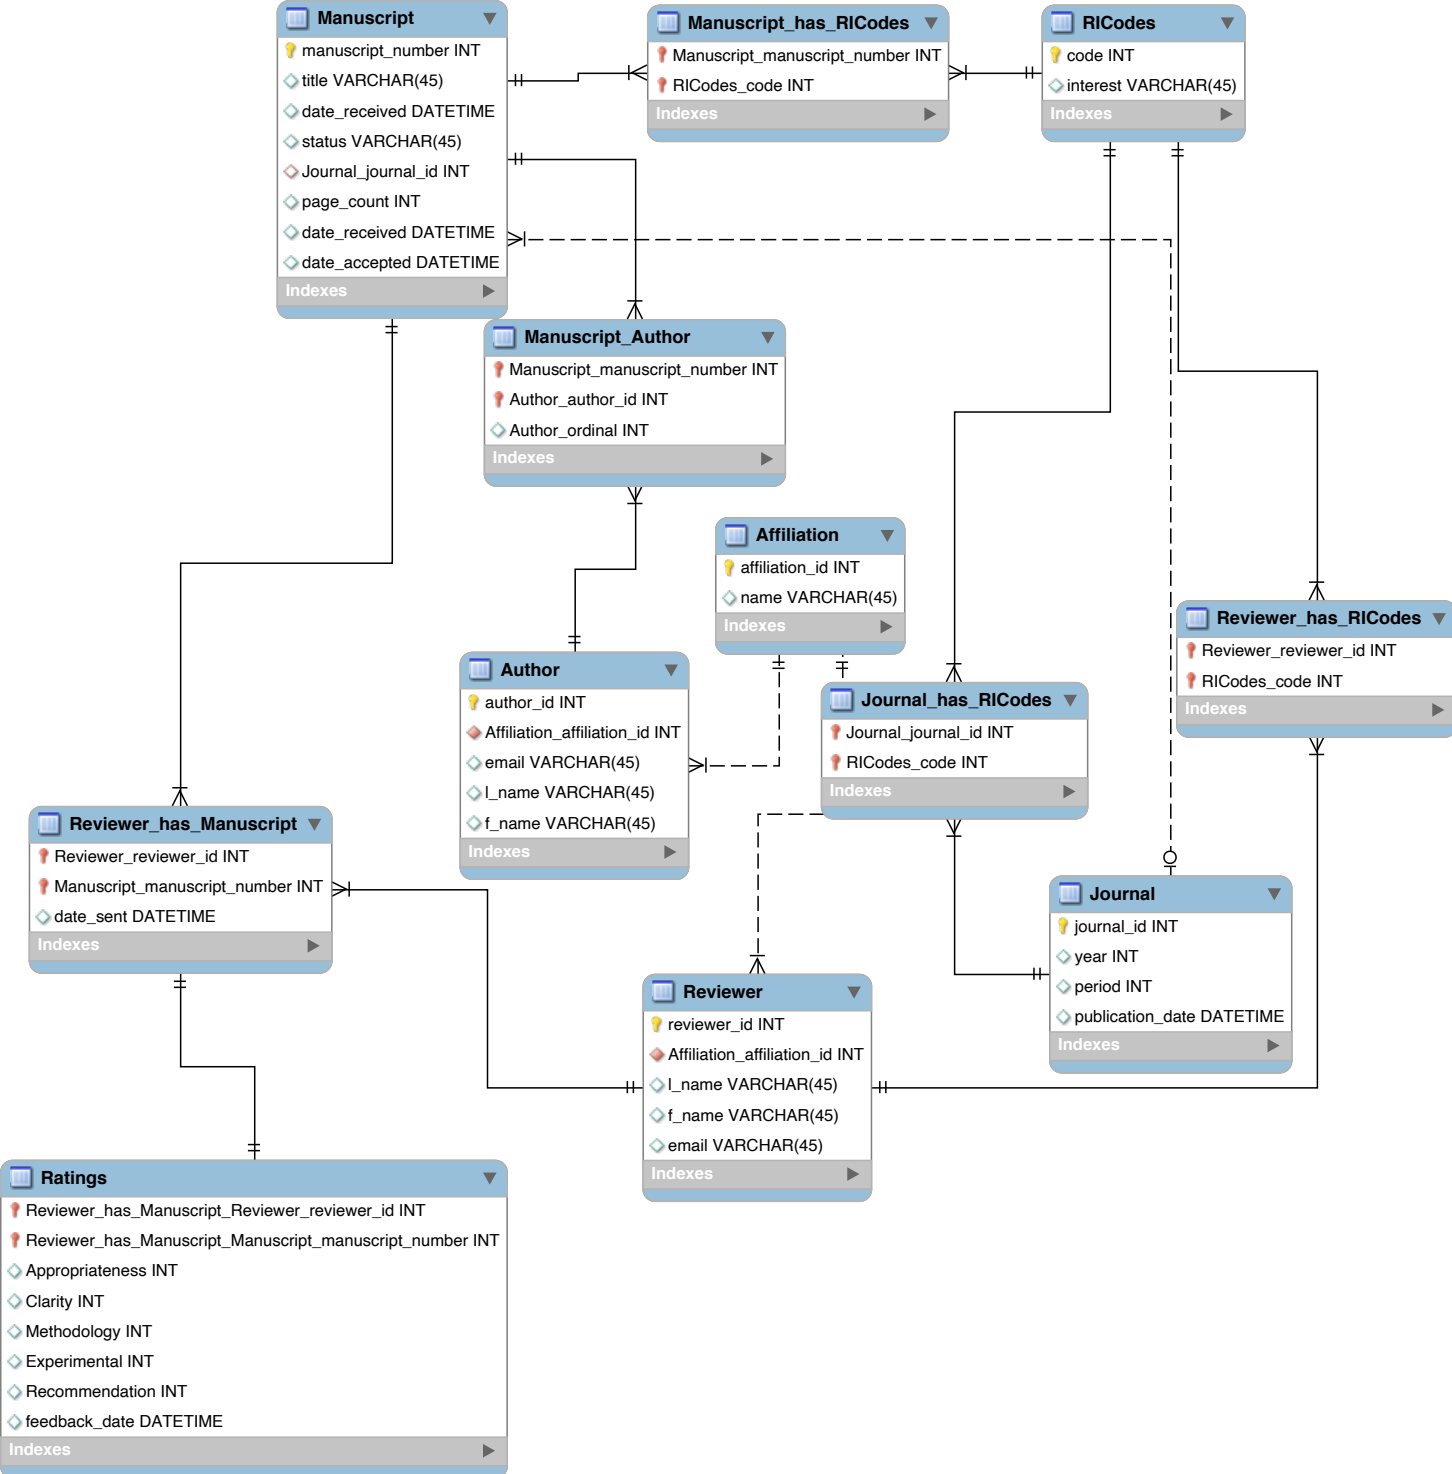 Manuscript
manuscript_number INT
title VARCHAR(45)
date_received DATETIME
status VARCHAR(45)
Journal_journal_id INT
page_count INT
date_received DATETIME
date_accepted DATETIME
Indexes
Manuscript_has_RICodes
Manuscript_manuscript_number INT
RICodes_code INT
Indexes
RICodes
code INT
interest VARCHAR(45)
Indexes
Manuscript_Author
Manuscript_manuscript_number INT
Author_author_id INT
Author_ordinal INT
Indexes
Affiliation
affiliation_id INT
name VARCHAR(45)
Indexes
Reviewer_has_RICodes
Reviewer_reviewer_id INT
RICodes_code INT
Indexes
Author
author_id INT
Affiliation_affiliation_id INT
email VARCHAR(45)
l_name VARCHAR(45)
f_name VARCHAR(45)
Indexes
Journal_has_RICodes
Journal_journal_id INT
RICodes_code INT
Indexes
Reviewer_has_Manuscript
Reviewer_reviewer_id INT
Manuscript_manuscript_number INT
date_sent DATETIME
Indexes
Journal
journal_id INT
year INT
period INT
publication_date DATETIME
Indexes
Reviewer
reviewer_id INT
Affiliation_affiliation_id INT
l_name VARCHAR(45)
f_name VARCHAR(45)
email VARCHAR(45)
Indexes
Ratings
Reviewer_has_Manuscript_Reviewer_reviewer_id INT
Reviewer_has_Manuscript_Manuscript_manuscript_number INT
Appropriateness INT
Clarity INT
Methodology INT
Experimental INT
Recommendation INT
feedback_date DATETIME
Indexes